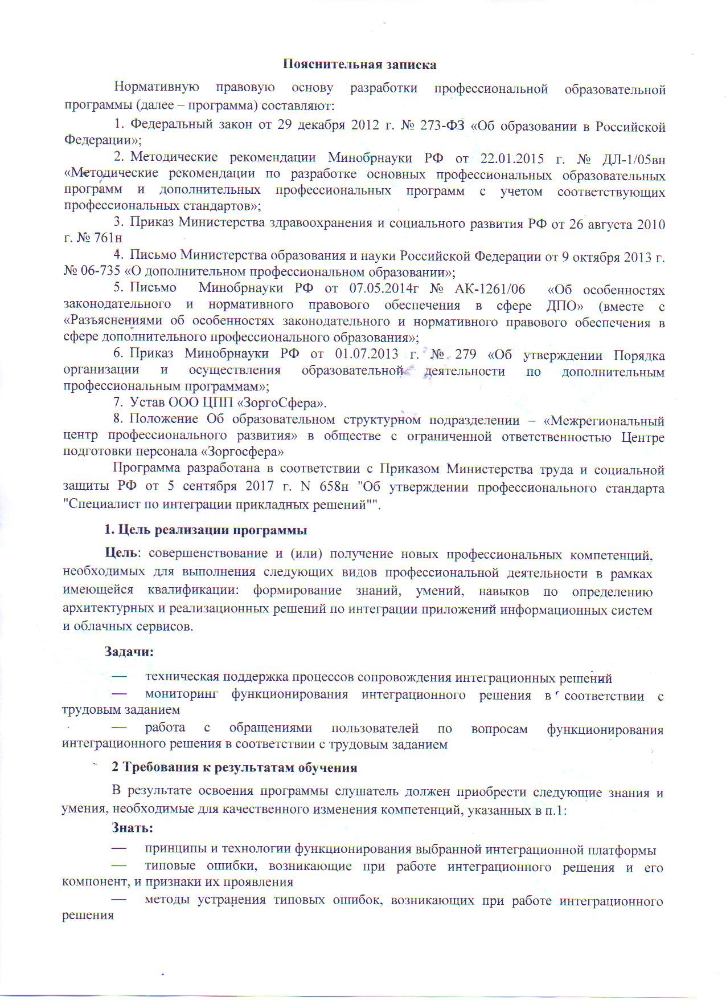 Пояснительная записка
Нормативную правовую основу разработки профессиональной образовательной
программы (далее – программа) составляют:
1. Федеральный закон от 29 декабря 2012 г. № 273-ФЗ «Об образовании в Российской
Федерации»;
2. Методические рекомендации Минобрнауки РФ от 22.01.2015 г. № ДЛ-1/05вн
«Методические рекомендации по разработке основных профессиональных образовательных
программ и дополнительных профессиональных программ с учетом соответствующих
профессиональных стандартов»;
3. Приказ Министерства здравоохранения и социального развития РФ от 26 августа 2010
г. № 761н
4. Письмо Министерства образования и науки Российской Федерации от 9 октября 2013 г.
№ 06-735 «О дополнительном профессиональном образовании»;
5. Письмо Минобрнауки РФ от 07.05.2014г № АК-1261/06 «Об особенностях
законодательного и нормативного правового обеспечения в сфере ДПО» (вместе с
«Разъяснениями об особенностях законодательного и нормативного правового обеспечения в
сфере дополнительного профессионального образования»;
6. Приказ Минобрнауки РФ от 01.07.2013 г. № 279 «Об утверждении Порядка
организации и осуществления образовательной деятельности по дополнительным
профессиональным программам»;
7. Устав ООО ЦПП «ЗоргоСфера».
8. Положение Об образовательном структурном подразделении – «Межрегиональный
центр профессионального развития» в обществе с ограниченной ответственностью Центре
подготовки персонала «Зоргосфера»
Программа разработана в соответствии с Приказом Министерства труда и социальной
защиты РФ от 5 сентября 2017 г. N 658н "Об утверждении профессионального стандарта
"Специалист по интеграции прикладных решений"".
1. Цель реализации программы
Цель: совершенствование и (или) получение новых профессиональных компетенций,
необходимых для выполнения следующих видов профессиональной деятельности в рамках
имеющейся квалификации: формирование знаний, умений, навыков по определению
архитектурных и реализационных решений по интеграции приложений информационных систем
и облачных сервисов.
Задачи:
— техническая поддержка процессов сопровождения интеграционных решений
— мониторинг функционирования интеграционного решения в соответствии с
трудовым заданием
— работа с обращениями пользователей по вопросам функционирования
интеграционного решения в соответствии с трудовым заданием
2 Требования к результатам обучения
В результате освоения программы слушатель должен приобрести следующие знания и
умения, необходимые для качественного изменения компетенций, указанных в п.1:
Знать:
— принципы и технологии функционирования выбранной интеграционной платформы
— типовые ошибки, возникающие при работе интеграционного решения и его
компонент, и признаки их проявления
— методы устранения типовых ошибок, возникающих при работе интеграционного
решения